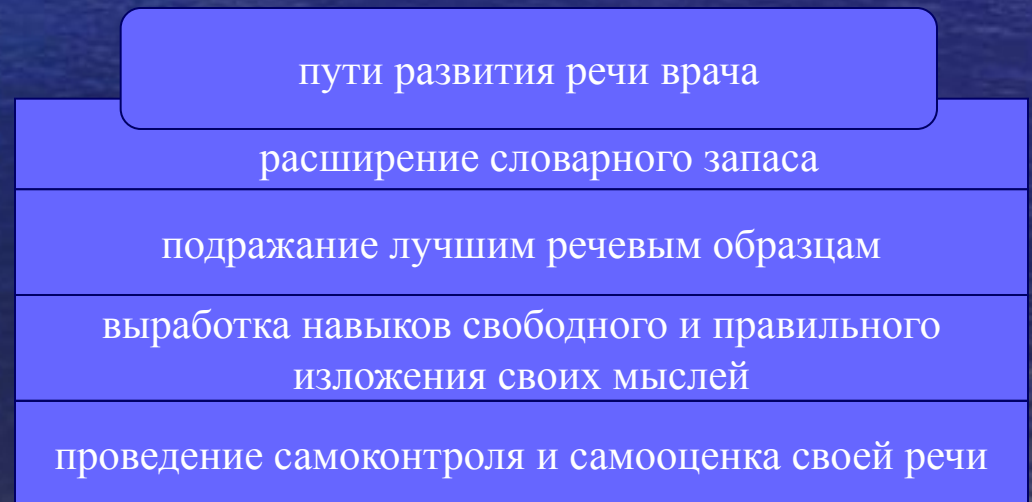 пути развития речи врача
расширение словарного запаса
подражание лучшим речевым образцам
выработка навыков свободного и правильного
изложения своих мыслей
проведение самоконтроля и самооценка своей речи